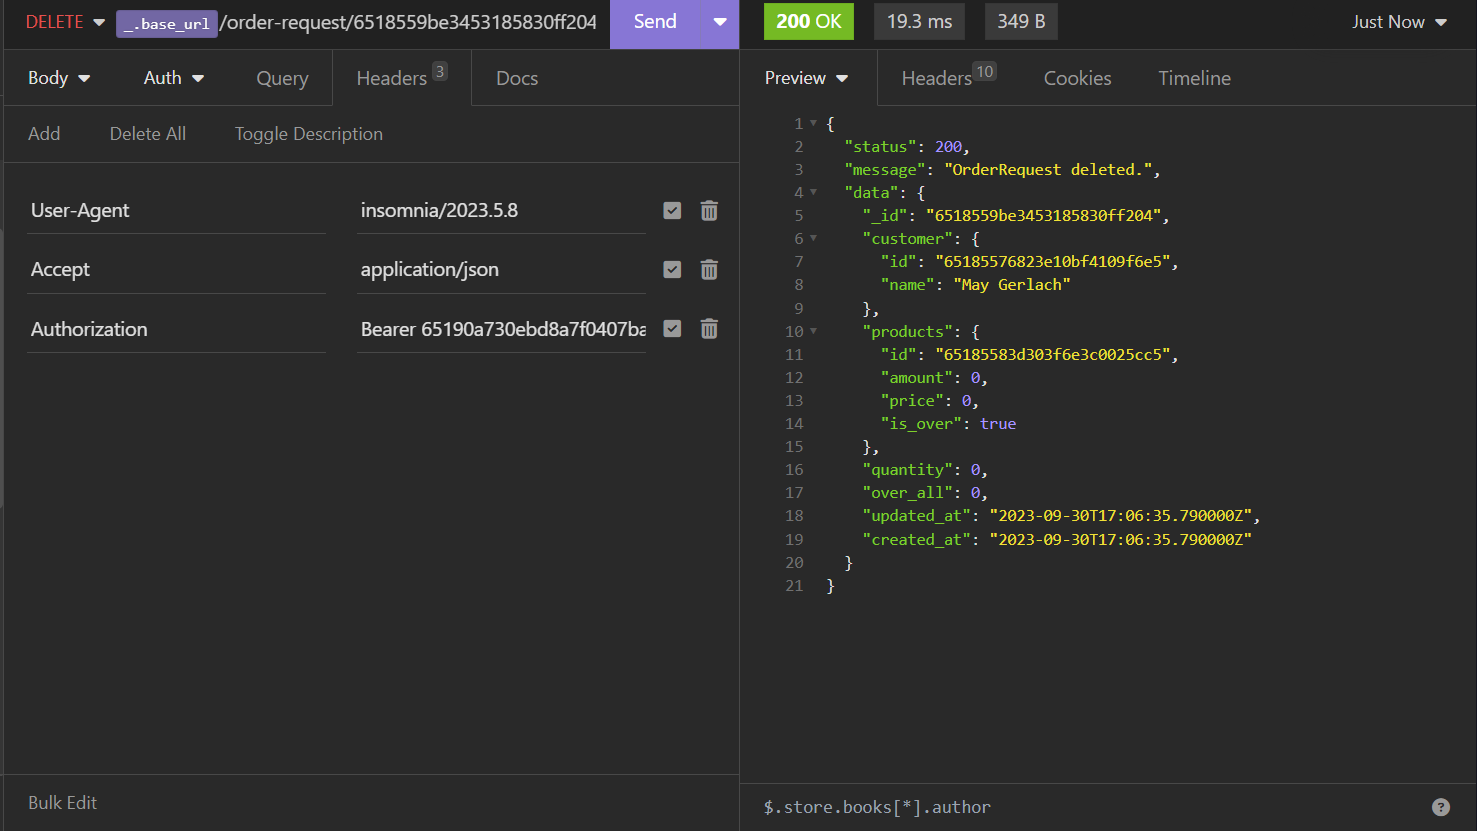 DELETE _.base_url /order-request/6518559be3453185830ff204 Send 200 OK 19.3 ms 349 B Just Now
Body Auth Query Headers 3 Docs
Add Delete All Toggle Description
User-Agent insomnia/2023.5.8
Accept application/json
Authorization Bearer 65190a730ebd8a7f0407ba
Bulk Edit
Preview Headers 10 Cookies Timeline
1 {
2 "status": 200,
3 "message": "OrderRequest deleted.",
4 "data": {
5 "_id": "6518559be3453185830ff204",
6 "customer": {
7 "id": "65185576823e10bf4109f6e5",
8 "name": "May Gerlach"
9 },
10 "products": {
11 "id": "65185583d303f6e3c0025cc5",
12 "amount": 0,
13 "price": 0,
14 "is_over": true
15 },
16 "quantity": 0,
17 "over_all": 0,
18 "updated_at": "2023-09-30T17:06:35.790000Z",
19 "created_at": "2023-09-30T17:06:35.790000Z"
20 }
21 }
$.store.books[*].author ?